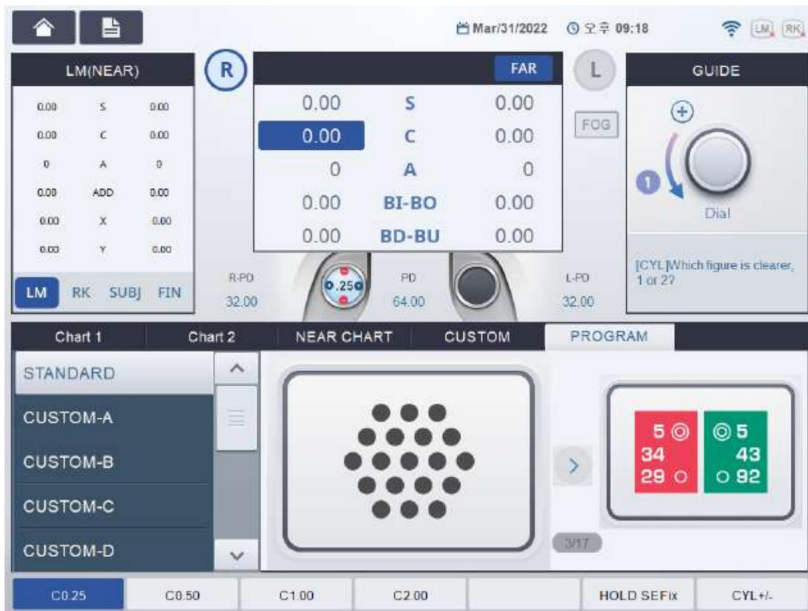 Mar/31/2022 오후 09:18 LM RK
LM(NEAR)
0.00 S 0.00
0.00 C 0.00
0 A 0
0.00 ADD 0.00
0.00 X 0.00
0.00 Y 0.00
LM RK SUBJ FIN
R
FAR
0.00 S 0.00
0.00 C 0.00
0 A 0
0.00 BI-BO 0.00
0.00 BD-BU 0.00
L
FOG
R-PD
32.00
0.25
PD
64.00
L-PD
32.00
GUIDE
1
Dial
[CYL]Which figure is clearer,
1 or 2?
Chart 1 Chart 2 NEAR CHART CUSTOM PROGRAM
STANDARD
CUSTOM-A
CUSTOM-B
CUSTOM-C
CUSTOM-D
5 5
34 43
29 92
3/17
C0.25 C0.50 C1.00 C2.00 HOLD SEFix CYL+/-